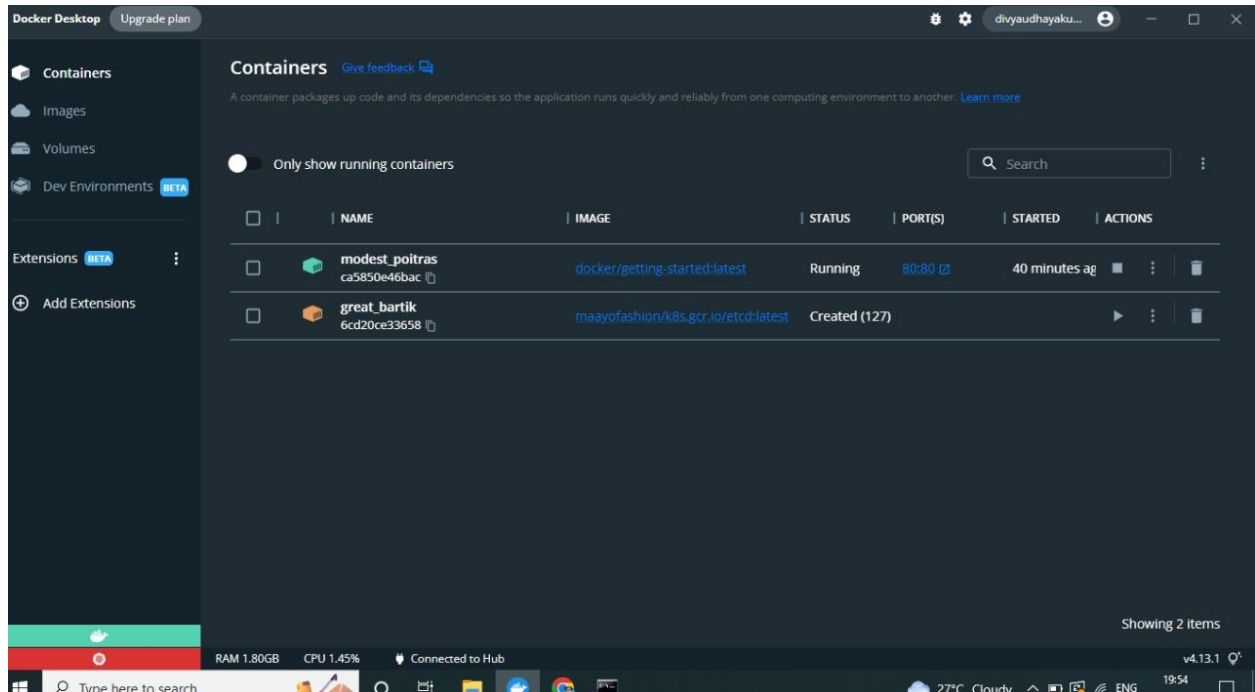 Docker Desktop Upgrade plan divyaudhayaku...
Containers
Images
Volumes
Dev Environments BETA
Extensions BETA
Add Extensions
Containers Give feedback
A container packages up code and its dependencies so the application runs quickly and reliably from one computing environment to another. Learn more
Only show running containers Search
NAME IMAGE STATUS PORT(S) STARTED ACTIONS
modest_poitras docker/getting-started:latest Running 80:80 40 minutes ag
ca5850e46bac
great_bartik maayofashion/k8s.gcr.io/etcd:latest Created (127)
6cd20ce33658
Showing 2 items
RAM 1.80GB CPU 1.45% Connected to Hub v4.13.1
Type here to search 27°C Cloudy ENG 19:54